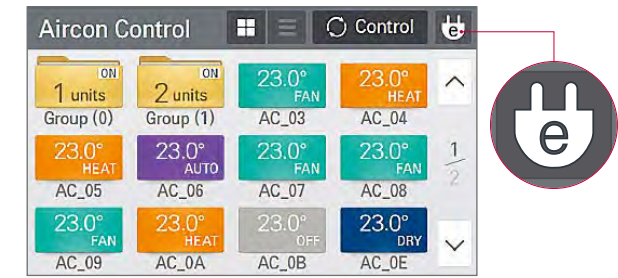 Aircon Control Control e
ON ON 23.0° 23.0°
1 units 2 units FAN HEAT
Group (0) Group (1) AC_03 AC_04
23.0° 23.0° 23.0° 23.0° 1
HEAT AUTO FAN FAN 2
AC_05 AC_06 AC_07 AC_08
23.0° 23.0° 23.0° 23.0°
FAN HEAT OFF DRY
AC_09 AC_0A AC_0B AC_0E
e